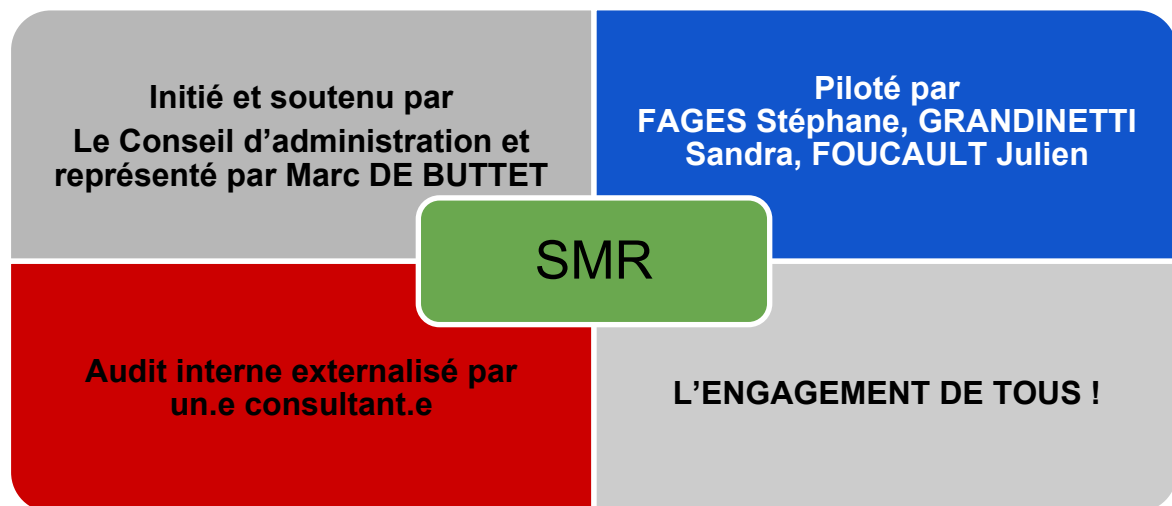 Initié et soutenu par
Le Conseil d’administration et
représenté par Marc DE BUTTET
Piloté par
FAGES Stéphane, GRANDINETTI
Sandra, FOUCAULT Julien
SMR
Audit interne externalisé par
un.e consultant.e
L’ENGAGEMENT DE TOUS !